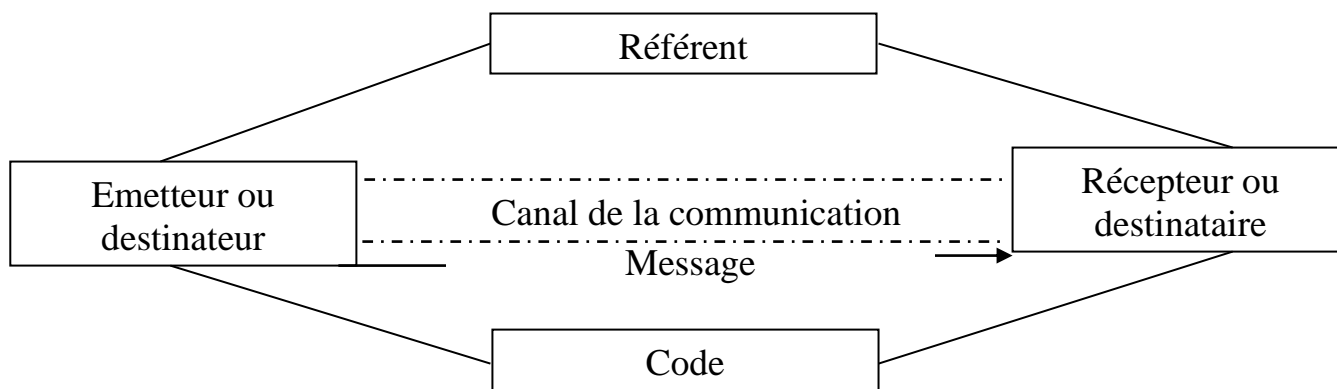 Référent
Emetteur ou
destinateur
Canal de la communication
Message
Récepteur ou
destinataire
Code